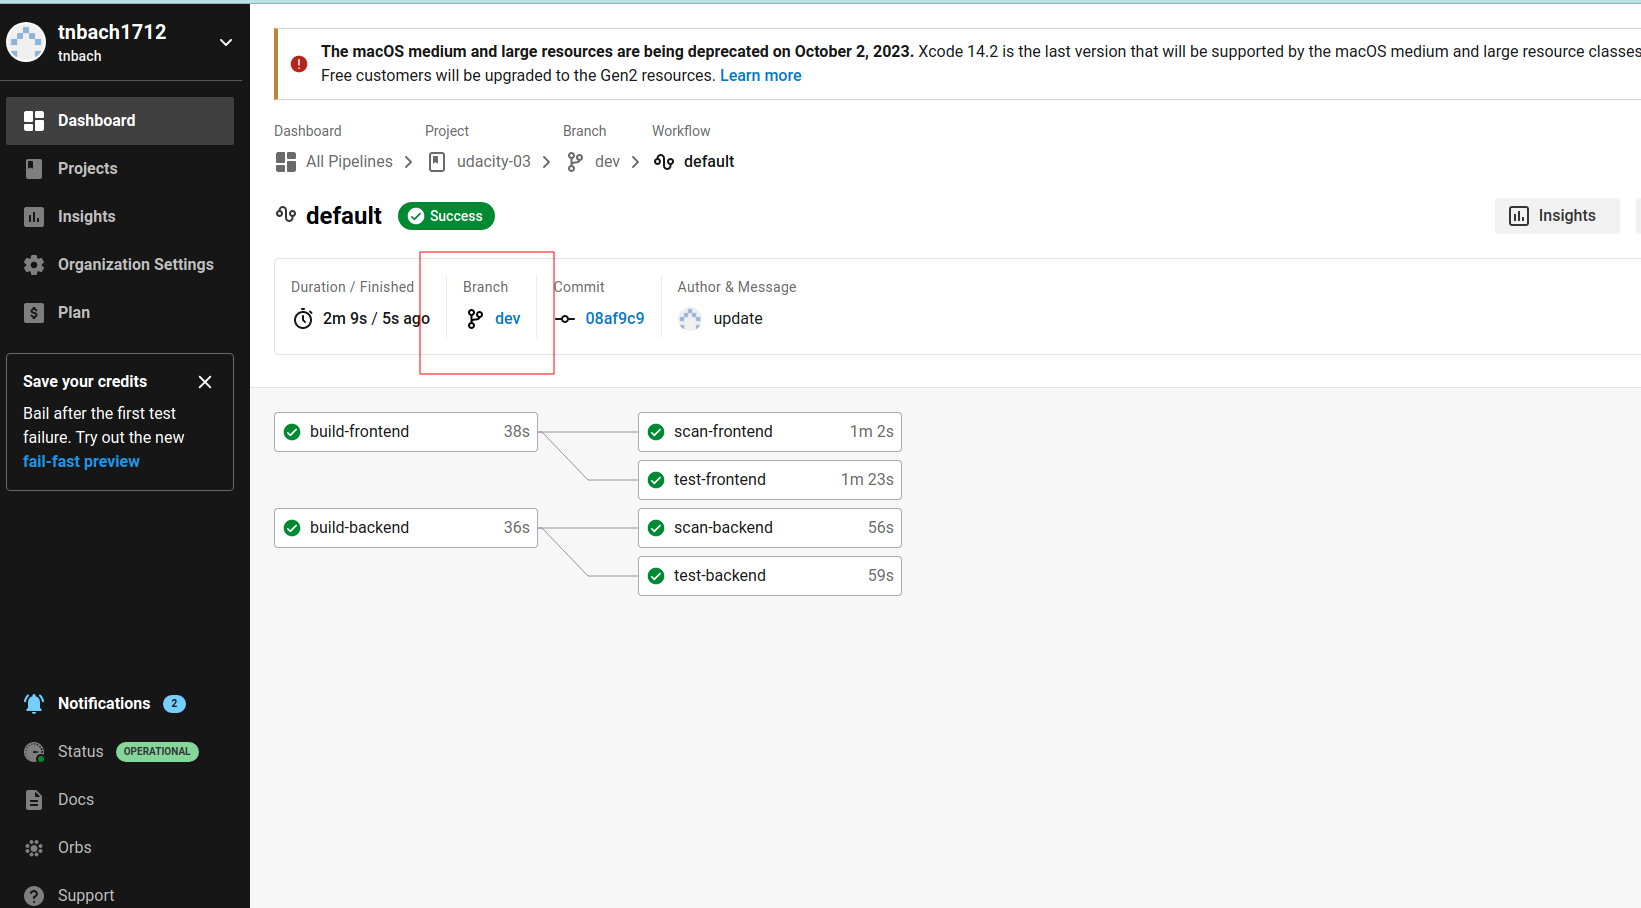 tnbach1712
tnbach
Dashboard
Projects
Insights
Organization Settings
Plan
Save your credits
Bail after the first test
failure. Try out the new
fail-fast preview
Notifications 2
Status OPERATIONAL
Docs
Orbs
Support
The macOS medium and large resources are being deprecated on October 2, 2023. Xcode 14.2 is the last version that will be supported by the macOS medium and large resource classes
Free customers will be upgraded to the Gen2 resources. Learn more
Dashboard Project Branch Workflow
All Pipelines udacity-03 dev default
default Success
Insights
Duration / Finished Branch Commit Author & Message
2m 9s / 5s ago dev 08af9c9 update
build-frontend 38s scan-frontend 1m 2s
test-frontend 1m 23s
build-backend 36s scan-backend 56s
test-backend 59s